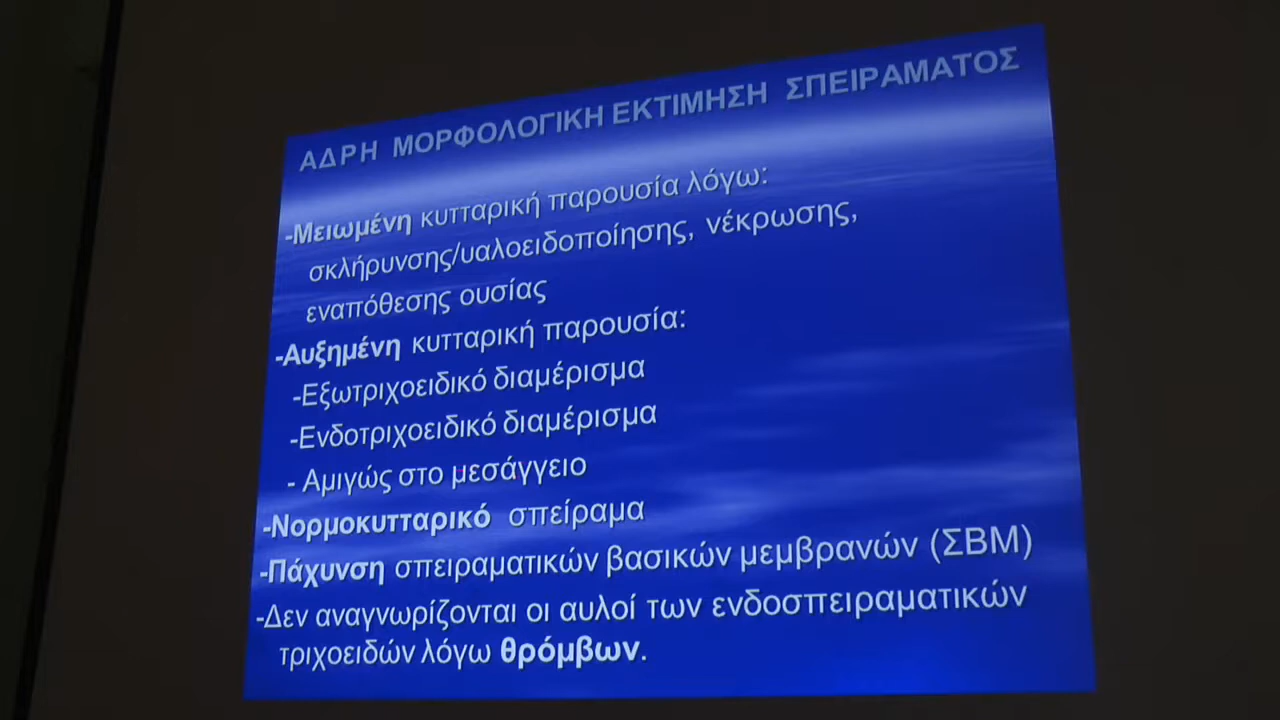 ΑΔΡΗ ΜΟΡΦΟΛΟΓΙΚΗ ΕΚΤΙΜΗΣΗ ΣΠΕΙΡΑΜΑΤΟΣ
-Μειωμένη κυτταρική παρουσία λόγω:
σκλήρυνσης/υαλοειδοποίησης, νέκρωσης,
εναπόθεσης ουσίας
-Αυξημένη κυτταρική παρουσία:
-Εξωτριχοειδικό διαμέρισμα
-Ενδοτριχοειδικό διαμέρισμα
- Αμιγώς στο μεσάγγειο
-Νορμοκυτταρικό σπείραμα
-Πάχυνση σπειραματικών βασικών μεμβρανών (ΣΒΜ)
-Δεν αναγνωρίζονται οι αυλοί των ενδοσπειραματικών
τριχοειδών λόγω θρόμβων.